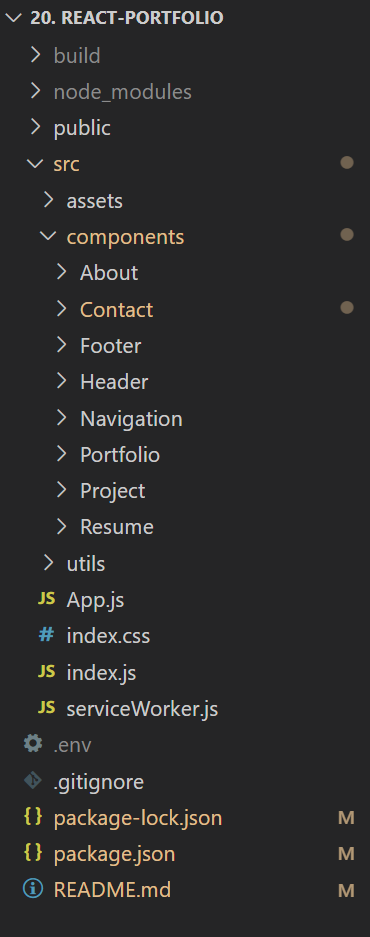 20. REACT-PORTFOLIO
build
node_modules
public
src
assets
components
About
Contact
Footer
Header
Navigation
Portfolio
Project
Resume
utils
JS App.js
# index.css
JS index.js
JS serviceWorker.js
.env
.gitignore
{} package-lock.json M
{} package.json M
README.md M